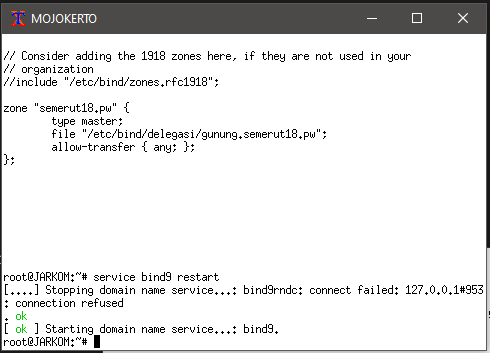 MOJOKERTO
// Consider adding the 1918 zones here, if they are not used in your
// organization
//include "/etc/bind/zones.rfc1918";
zone "semerut18.pw" {
type master;
file "/etc/bind/delegasi/gunung.semerut18.pw";
allow-transfer { any; };
};
root@JARKOM:~# service bind9 restart
[....] Stopping domain name service...: bind9rndc: connect failed: 127.0.0.1#953
: connection refused
. ok
[ ok ] Starting domain name service...: bind9.
root@JARKOM:~#